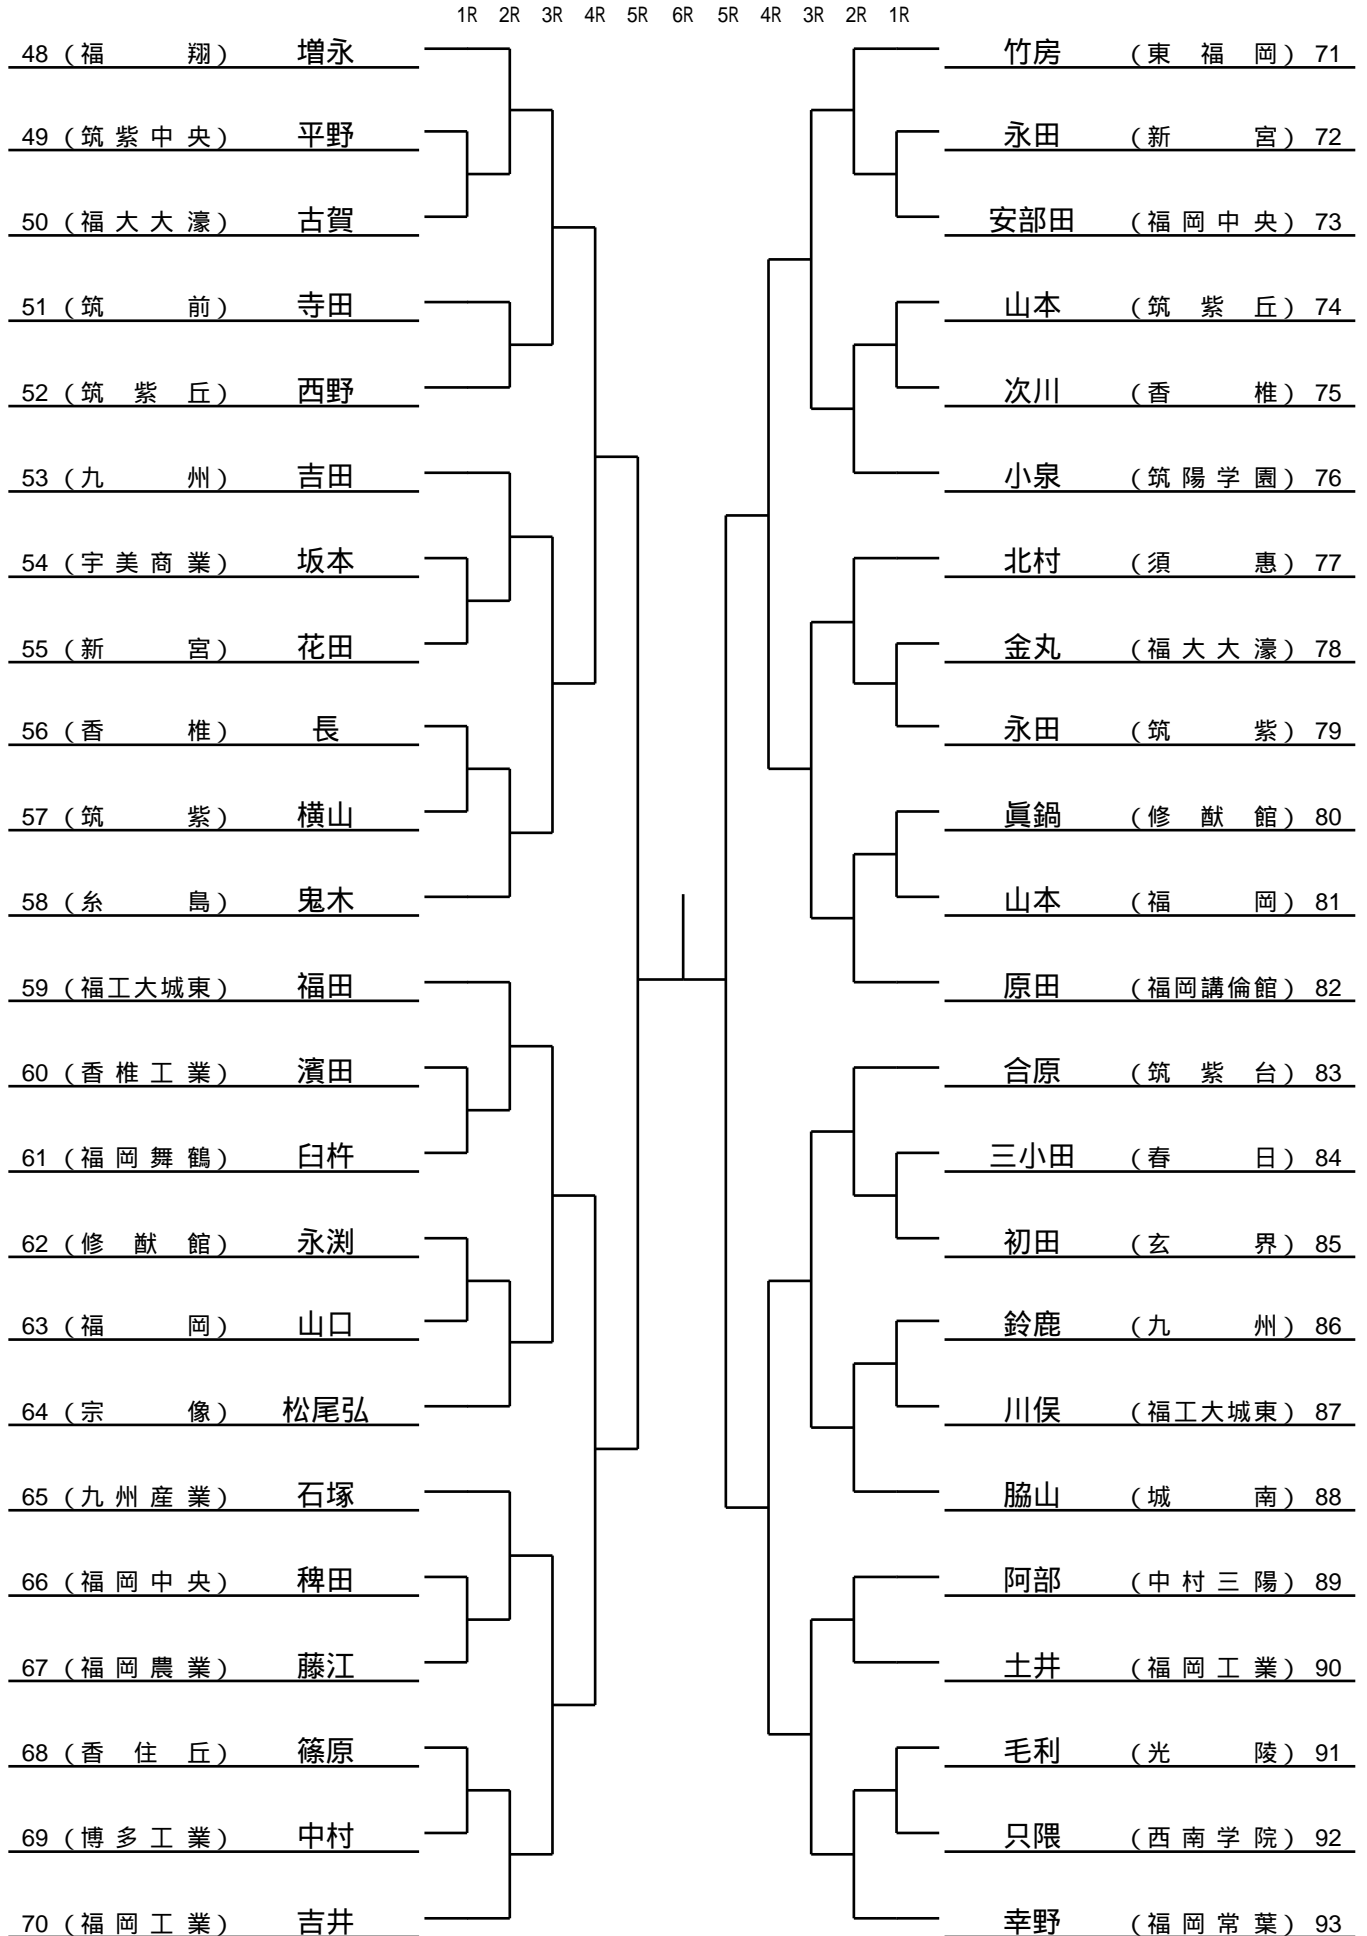 1R 2R 3R 4R 5R 6R 5R 4R 3R 2R 1R
48 (福翔) 増永 竹房 (東福岡) 71
49 (筑紫中央) 平野 永田 (新宮) 72
50 (福大大濠) 古賀 安部田 (福岡中央) 73
51 (筑前) 寺田 山本 (筑紫丘) 74
52 (筑紫丘) 西野 次川 (香椎) 75
53 (九州) 吉田 小泉 (筑陽学園) 76
54 (宇美商業) 坂本 北村 (須惠) 77
55 (新宮) 花田 金丸 (福大大濠) 78
56 (香椎) 長 永田 (筑紫) 79
57 (筑紫) 横山 眞鍋 (修猷館) 80
58 (糸島) 鬼木 山本 (福岡) 81
59 (福工大城東) 福田 原田 (福岡講倫館) 82
60 (香椎工業) 濱田 合原 (筑紫台) 83
61 (福岡舞鶴) 臼杵 三小田 (春日) 84
62 (修猷館) 永渕 初田 (玄界) 85
63 (福岡) 山口 鈴鹿 (九州) 86
64 (宗像) 松尾弘 川俣 (福工大城東) 87
65 (九州産業) 石塚 脇山 (城南) 88
66 (福岡中央) 稗田 阿部 (中村三陽) 89
67 (福岡農業) 藤江 土井 (福岡工業) 90
68 (香住丘) 篠原 毛利 (光陵) 91
69 (博多工業) 中村 只隈 (西南学院) 92
70 (福岡工業) 吉井 幸野 (福岡常葉) 93